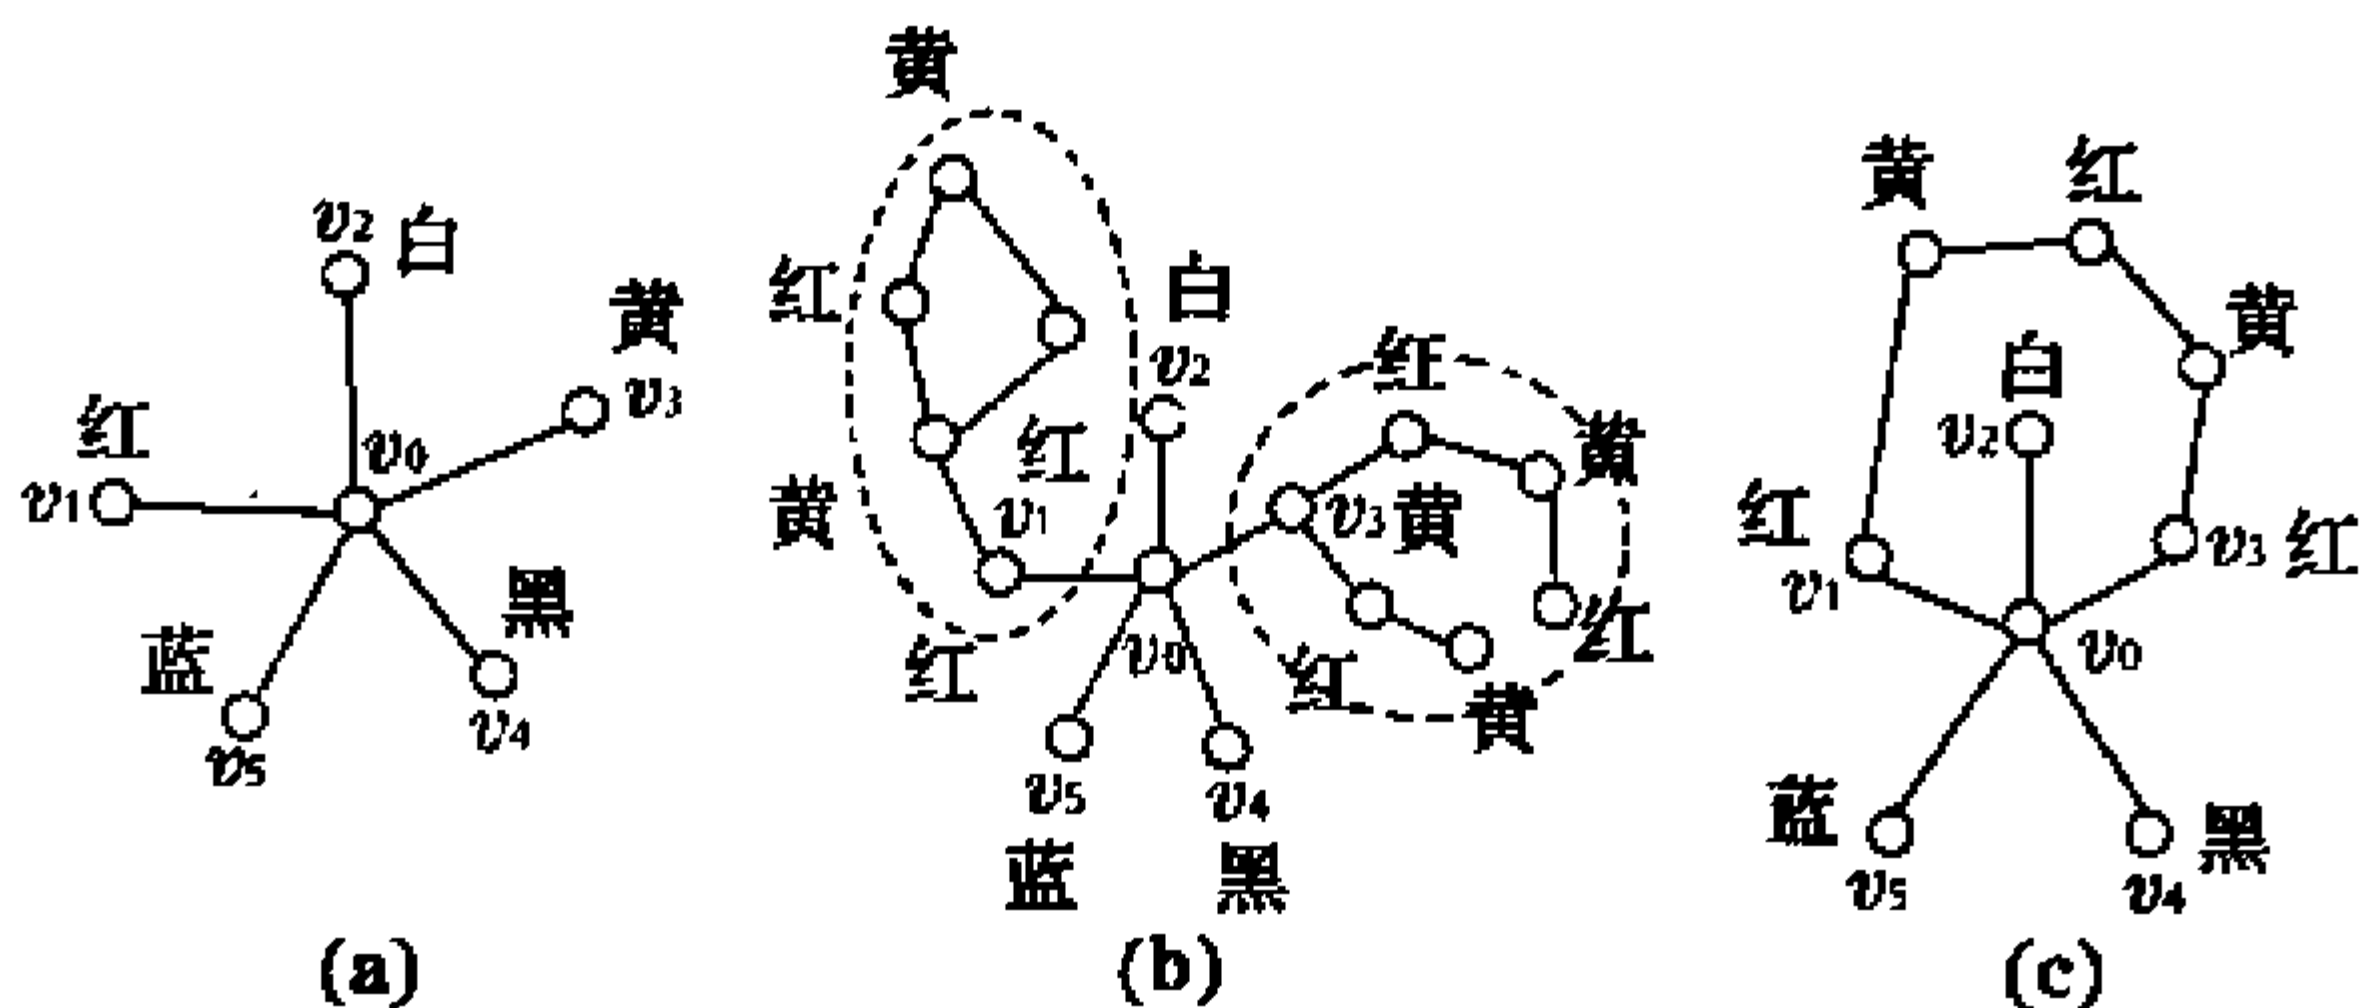 v₂ 白
黄
v₃
红
v₀
v₁
黑
蓝
v₄
v₅
(a)
黄
红
白
v₂
红
黄
红
黄
v₁
v₃ 黄
红
v₀
红
红
黄
v₅
v₄
蓝
黑
(b)
黄
红
黄
白
v₂
红
v₁
v₃ 红
v₀
蓝
黑
v₅
v₄
(c)